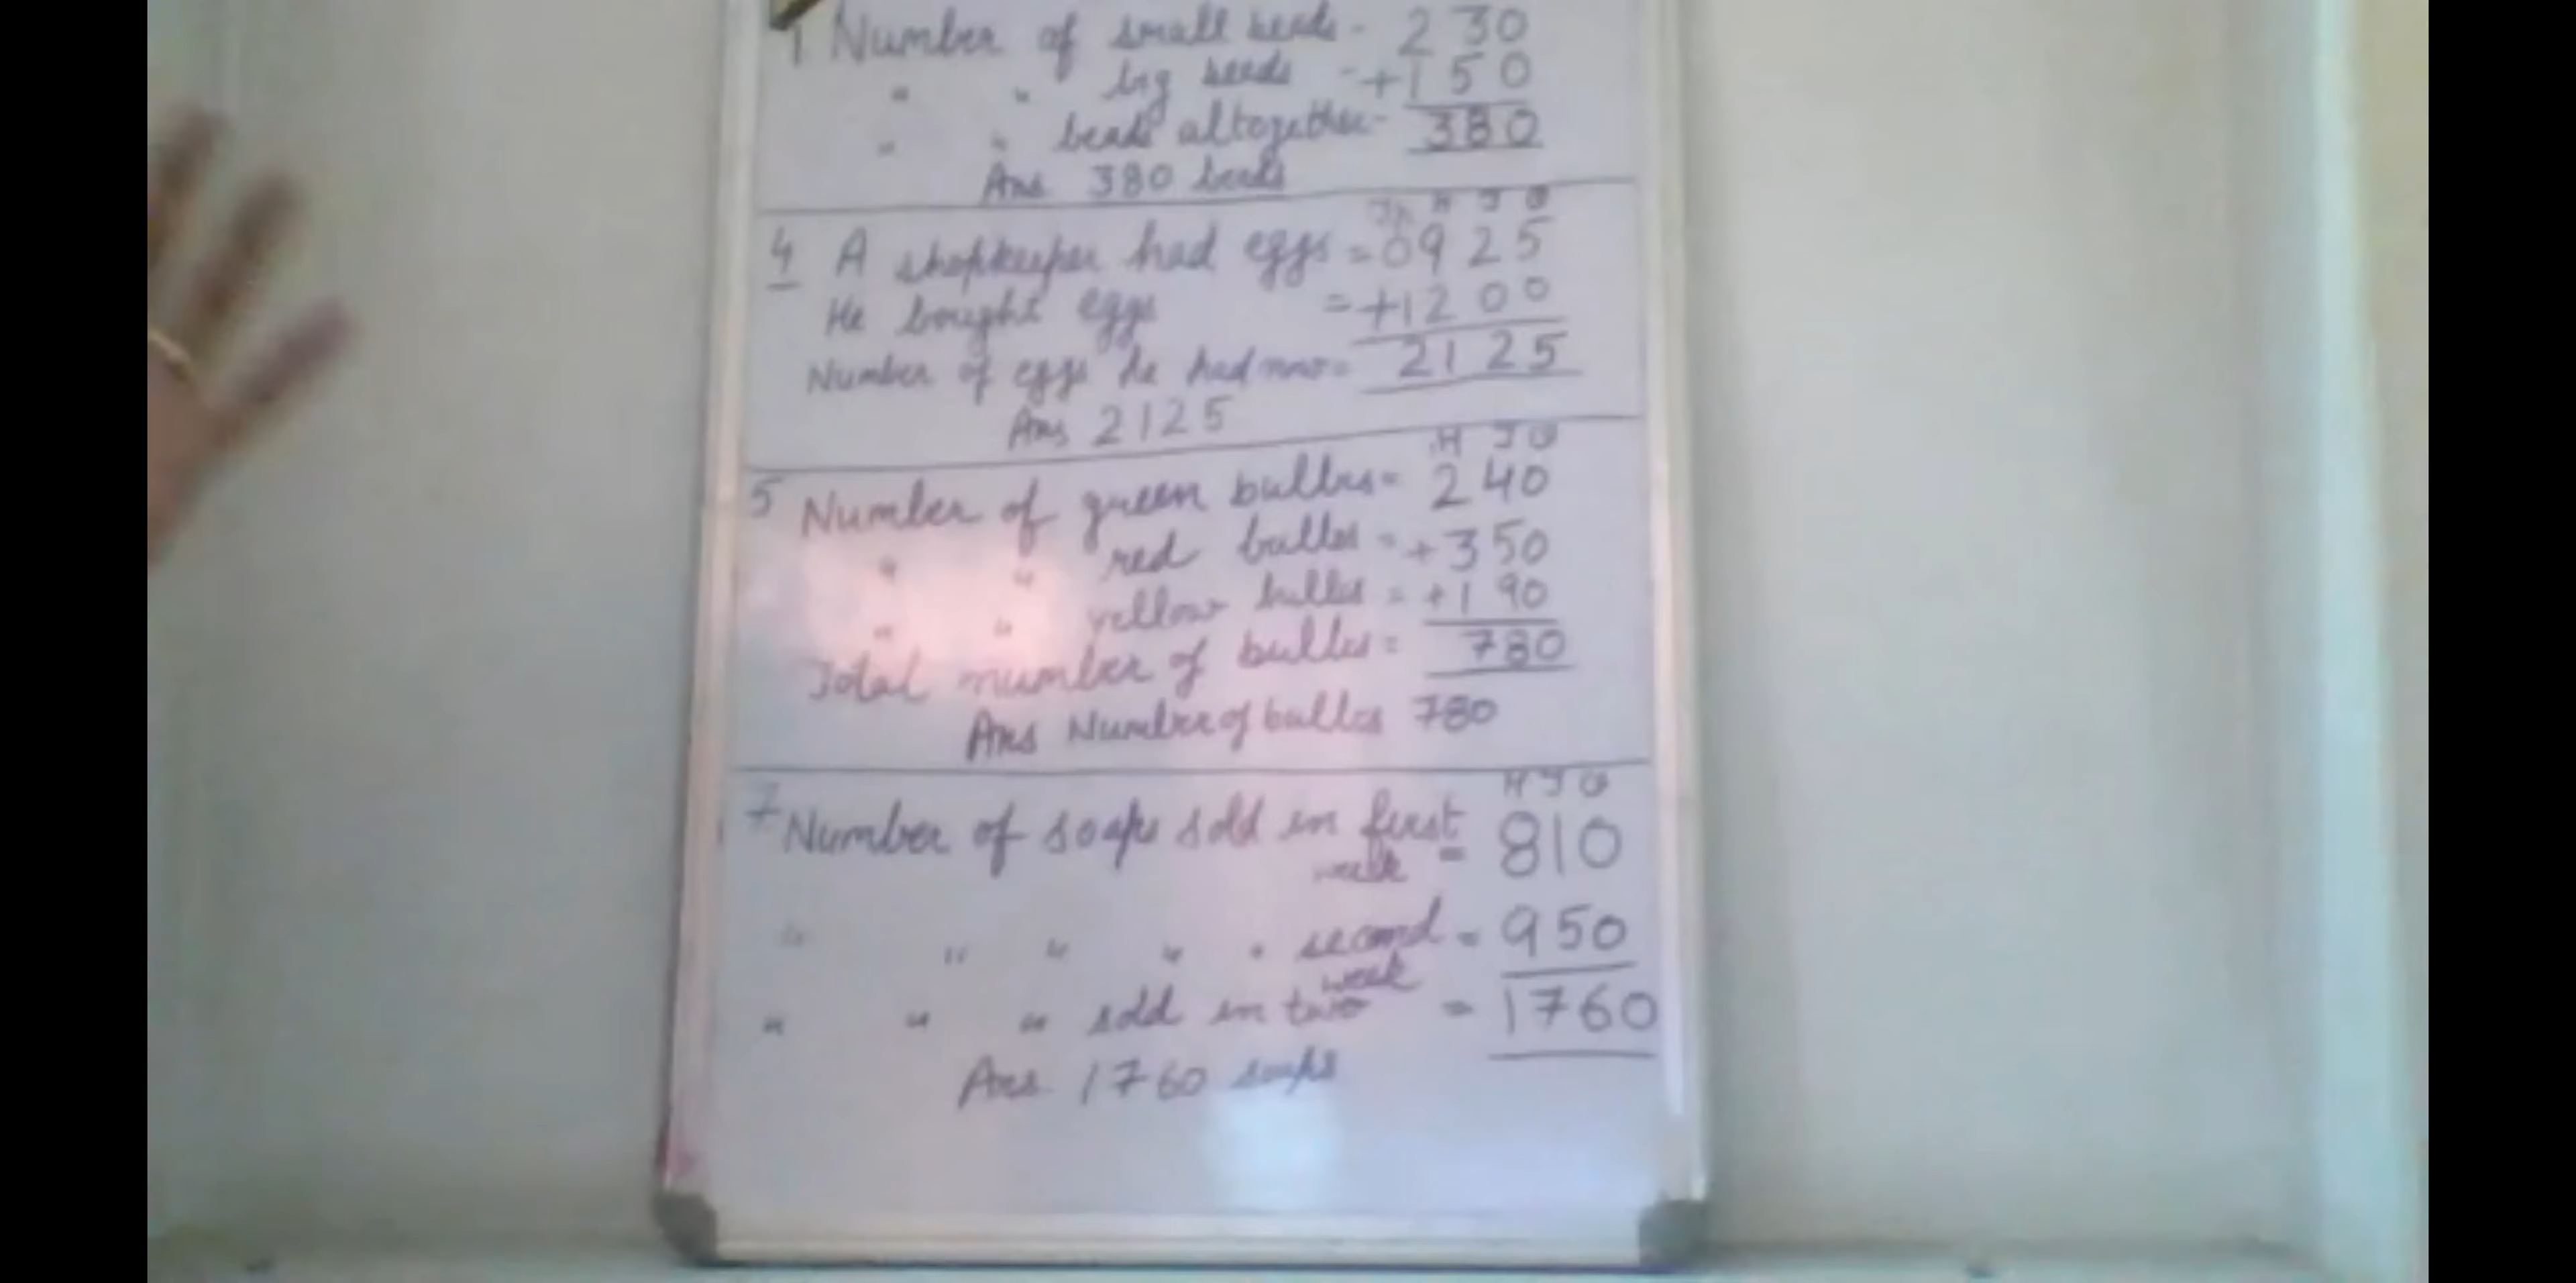 1 Number of small beads - 230
" " big beads - +150
" " beads altogether - 380
Ans 380 beads
Th H T O
4 A shopkeeper had eggs = 0925
He bought eggs = +1200
Number of eggs he had now = 2125
Ans 2125
H T O
5 Number of green bulbs = 240
" " red bulbs = +350
" " yellow bulbs = +190
Total number of bulbs = 780
Ans Number of bulbs 780
H T O
7 Number of soaps sold in first week = 810
" " " " " second week = 950
" " " sold in two = 1760
Ans 1760 soaps